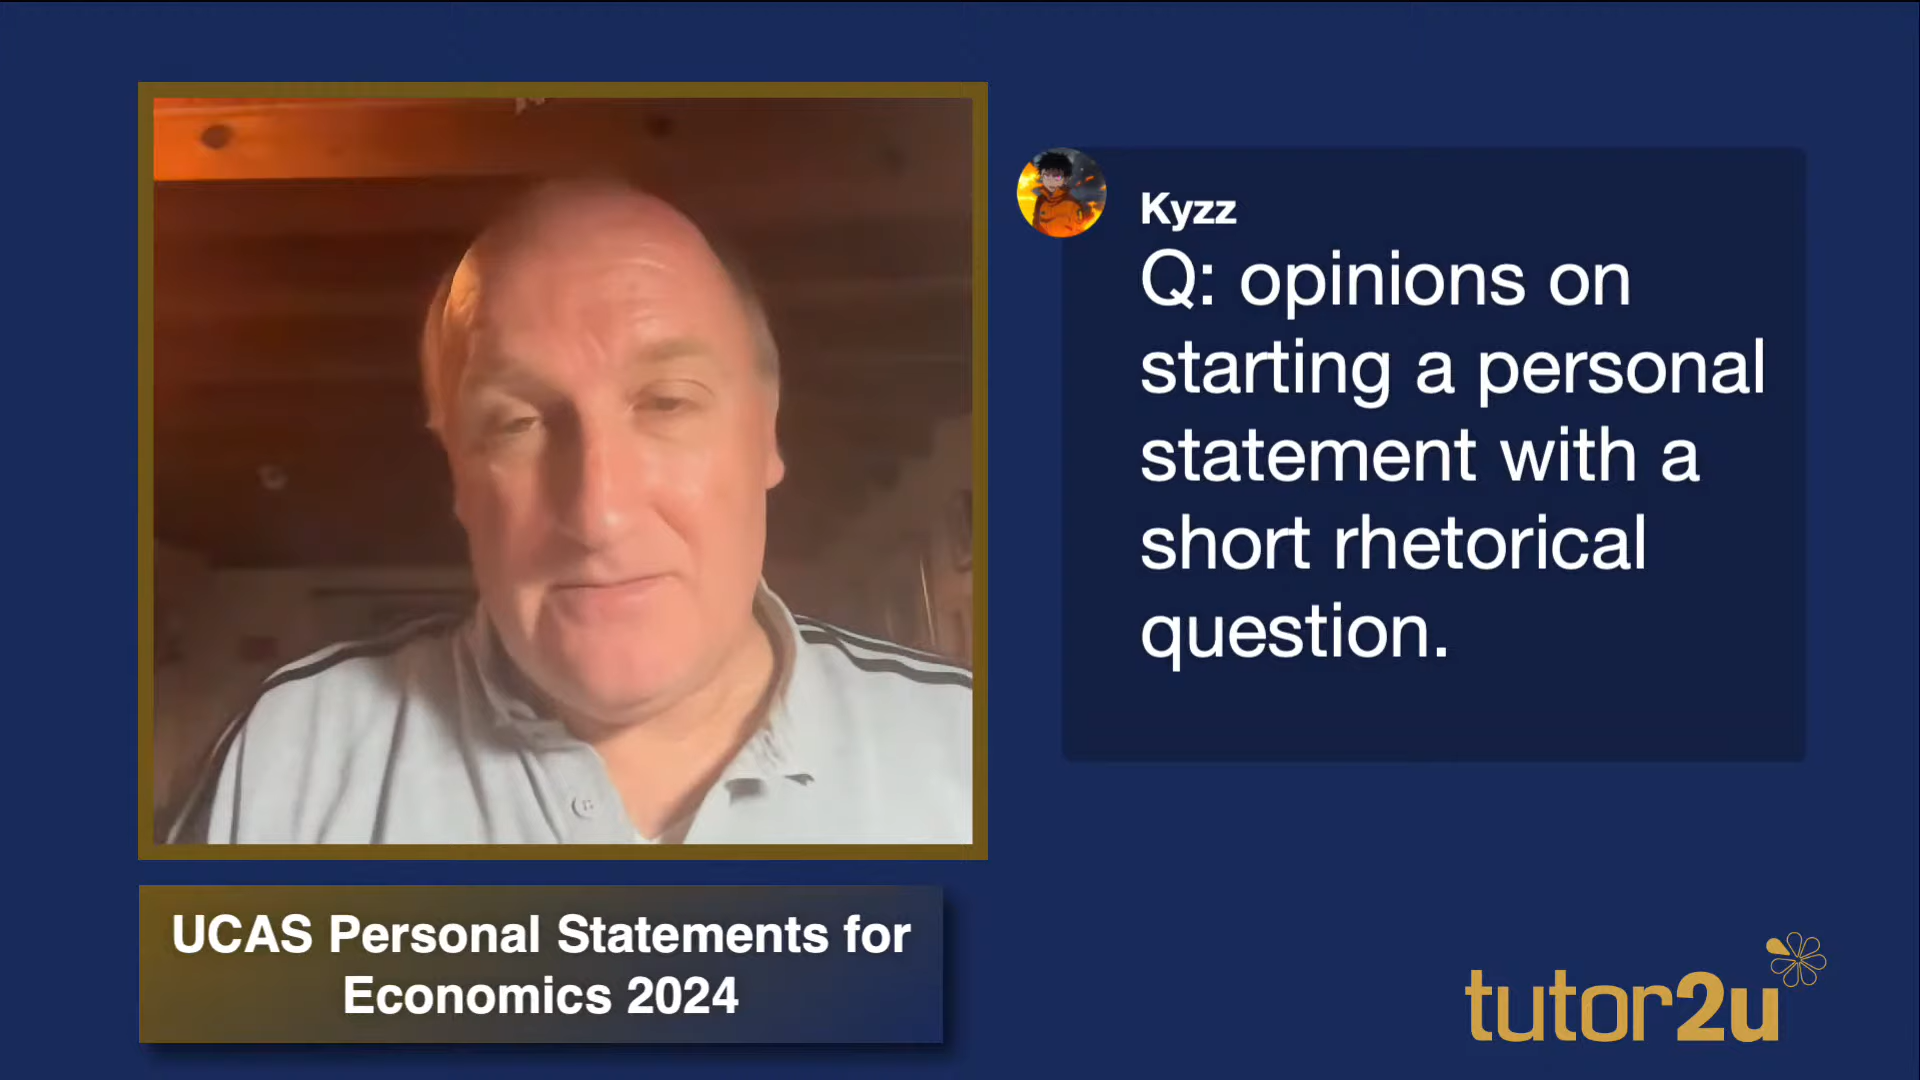 Kyzz
Q: opinions on
starting a personal
statement with a
short rhetorical
question.
UCAS Personal Statements for
Economics 2024
tutor2u